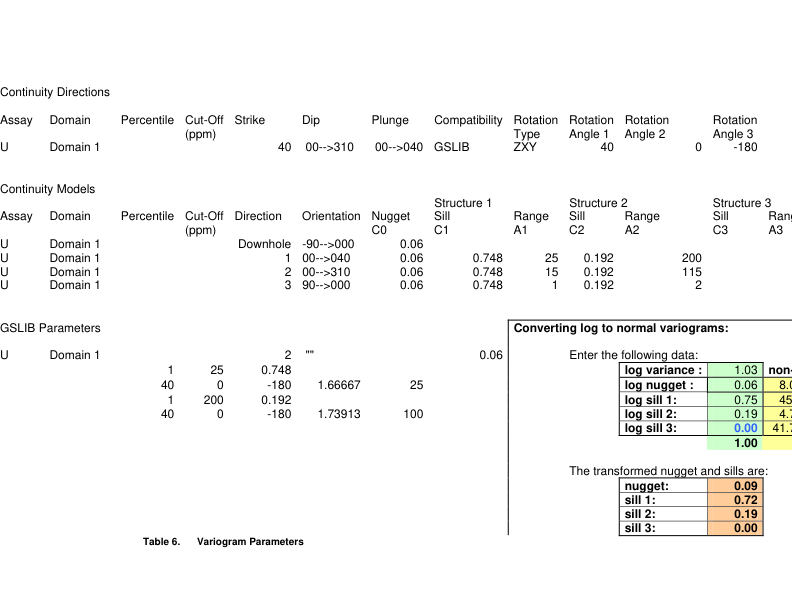 Continuity Directions
Assay Domain Percentile Cut-Off Strike Dip Plunge Compatibility Rotation Rotation Rotation Rotation
(ppm) Type Angle 1 Angle 2 Angle 3
U Domain 1 40 00-->310 00-->040 GSLIB ZXY 40 0 -180
Continuity Models
Structure 1 Structure 2 Structure 3
Assay Domain Percentile Cut-Off Direction Orientation Nugget Sill Range Sill Range Sill
(ppm) C0 C1 A1 C2 A2 C3 A3
U Domain 1 Downhole -90-->000 0.06
U Domain 1 1 00-->040 0.06 0.748 25 0.192 200
U Domain 1 2 00-->310 0.06 0.748 15 0.192 115
U Domain 1 3 90-->000 0.06 0.748 1 0.192 2
GSLIB Parameters Converting log to normal variograms:
U Domain 1 2 "" 0.06 Enter the following data:
1 25 0.748 log variance : 1.03 non-
40 0 -180 1.66667 25 log nugget : 0.06 8.0
1 200 0.192 log sill 1: 0.75 45
40 0 -180 1.73913 100 log sill 2: 0.19 4.7
log sill 3: 0.00 41.7
1.00
The transformed nugget and sills are:
nugget: 0.09
sill 1: 0.72
sill 2: 0.19
sill 3: 0.00
Table 6. Variogram Parameters